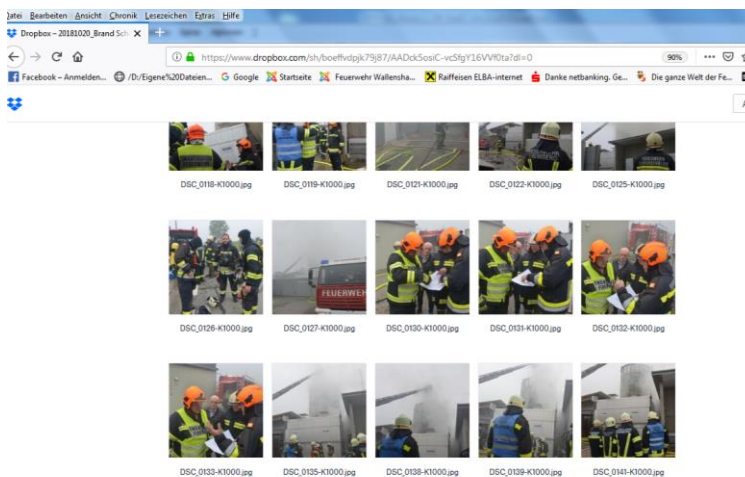 Datei Bearbeiten Ansicht Chronik Lesezeichen Extras Hilfe
Dropbox – 20181020_Brand Sch
https://www.dropbox.com/sh/boeffvdpjk79j87/AADck5osiC-vcSfgY16VVf0ta?dl=0
90%
Facebook – Anmelden... /D:/Eigene%20Dateien... Google Startseite Feuerwehr Wallensha... Raiffeisen ELBA-internet Danke netbanking. Ge... Die ganze Welt der Fe...
DSC_0118-K1000.jpg DSC_0119-K1000.jpg DSC_0121-K1000.jpg DSC_0122-K1000.jpg DSC_0125-K1000.jpg
FEUERWEH
DSC_0126-K1000.jpg DSC_0127-K1000.jpg DSC_0130-K1000.jpg DSC_0131-K1000.jpg DSC_0132-K1000.jpg
DSC_0133-K1000.jpg DSC_0135-K1000.jpg DSC_0138-K1000.jpg DSC_0139-K1000.jpg DSC_0141-K1000.jpg